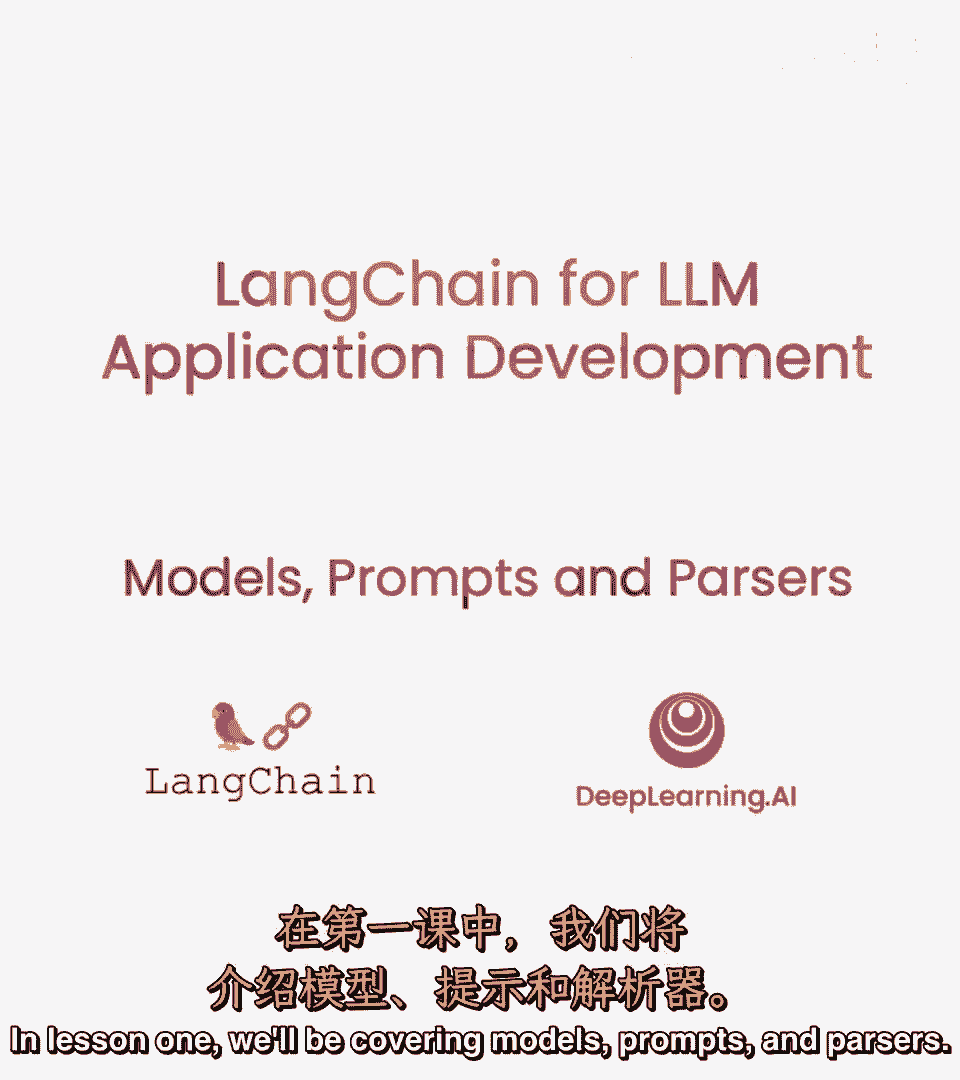 LangChain for LLM
Application Development
Models, Prompts and Parsers
LangChain
DeepLearning.AI
在第一课中，我们将
介绍模型、提示和解析器。
In lesson one, we'll be covering models, prompts, and parsers.